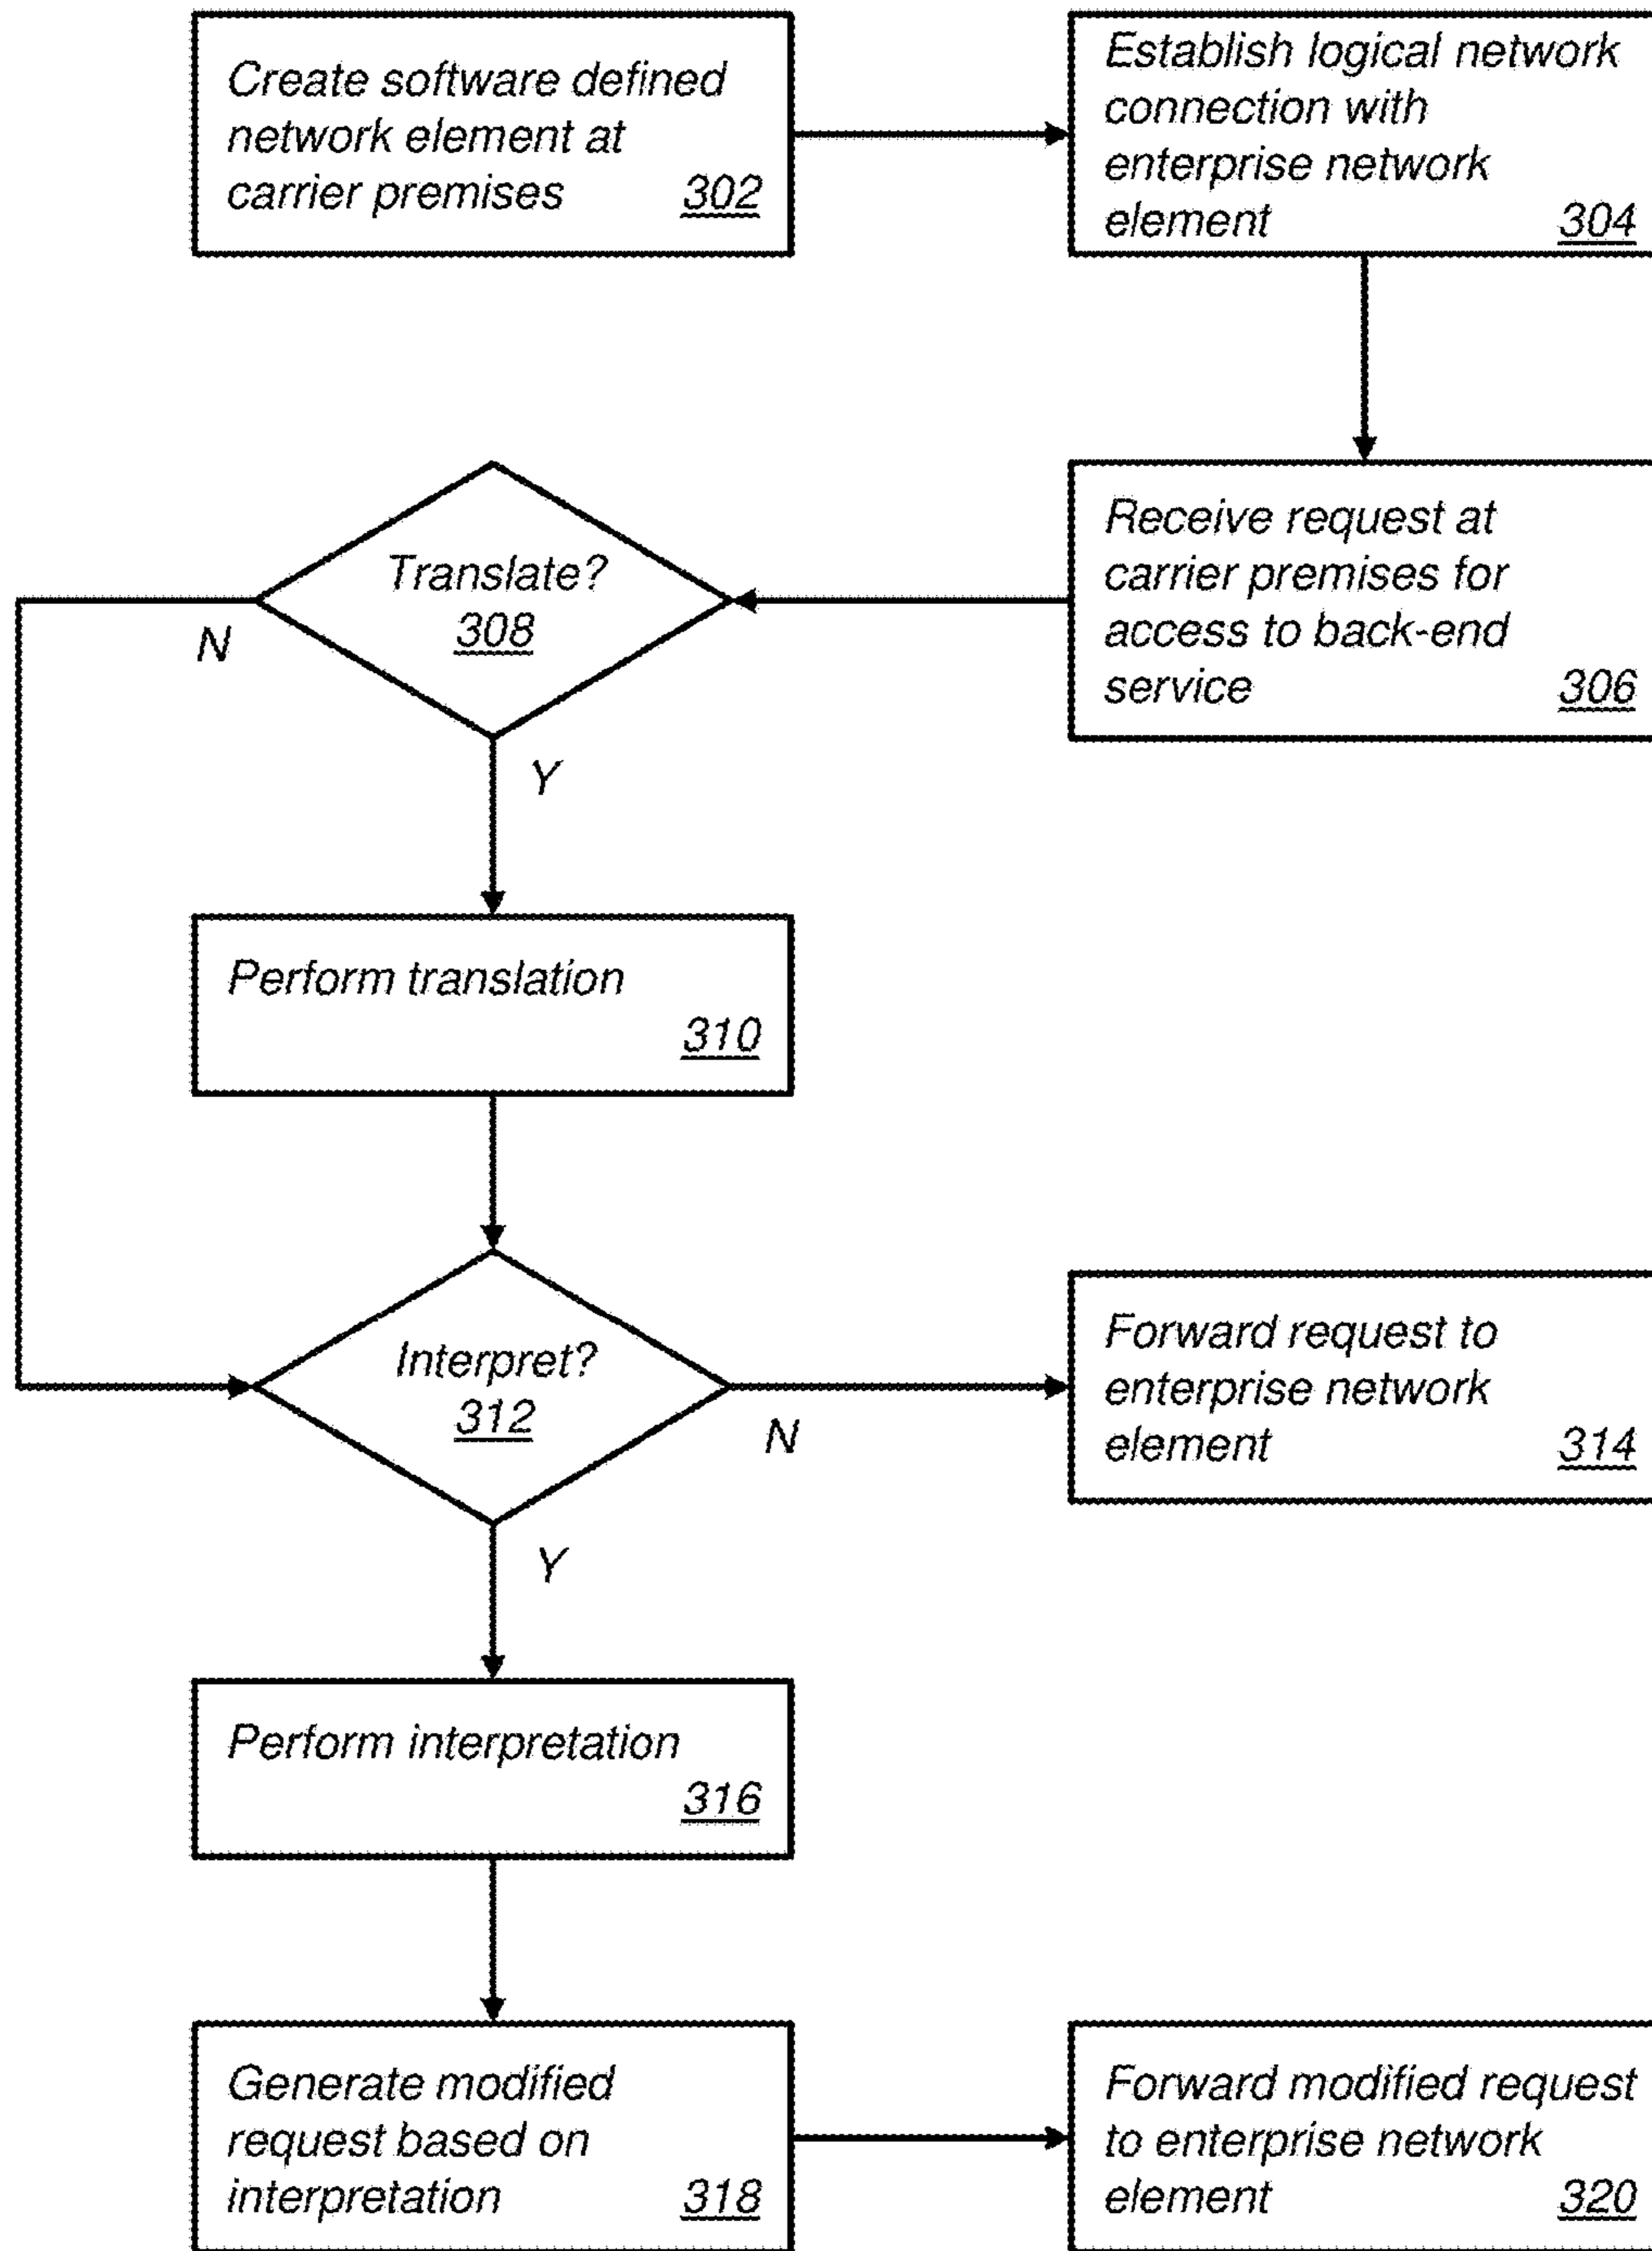 Create software defined
network element at
carrier premises 302
Establish logical network
connection with
enterprise network
element 304
Receive request at
carrier premises for
access to back-end
service 306
Translate?
308
N
Y
Perform translation
310
Interpret?
312
N
Y
Forward request to
enterprise network
element 314
Perform interpretation
316
Generate modified
request based on
interpretation 318
Forward modified request
to enterprise network
element 320